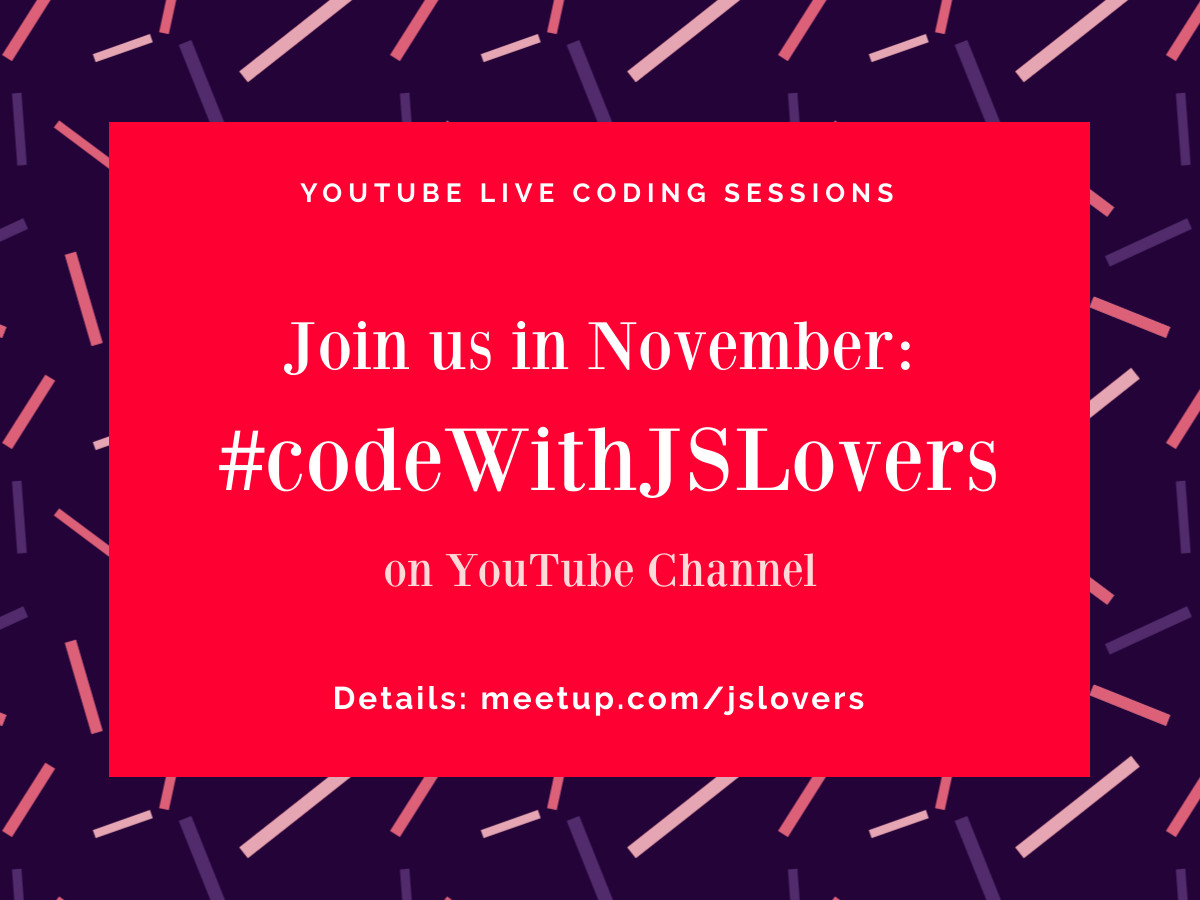 YOUTUBE LIVE CODING SESSIONS
Join us in November:
#codeWithJSLovers
on YouTube Channel
Details: meetup.com/jslovers